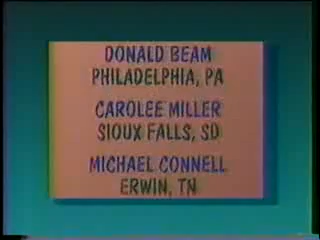 DONALD BEAM
PHILADELPHIA, PA
CAROLEE MILLER
SIOUX FALLS, SD
MICHAEL CONNELL
ERWIN, TN